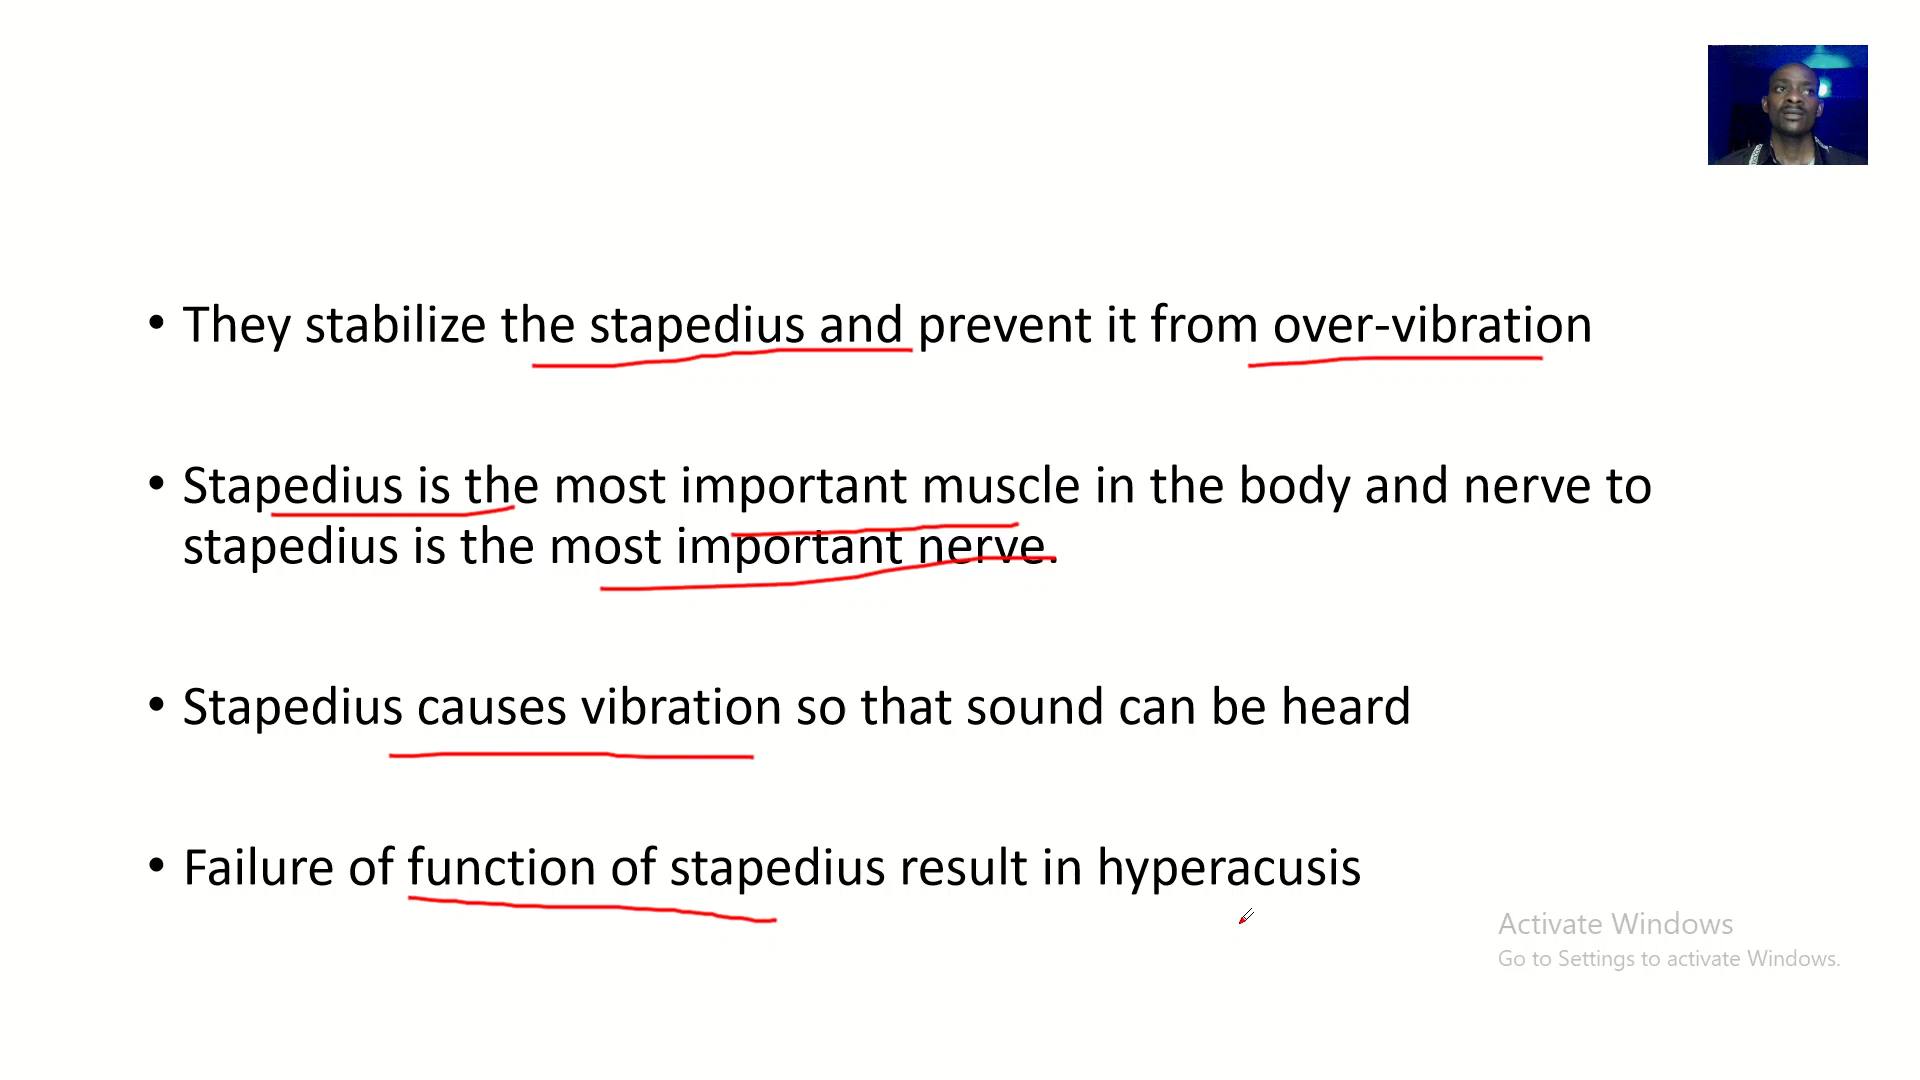 • They stabilize the stapedius and prevent it from over-vibration
• Stapedius is the most important muscle in the body and nerve to
stapedius is the most important nerve.
• Stapedius causes vibration so that sound can be heard
• Failure of function of stapedius result in hyperacusis
Activate Windows
Go to Settings to activate Windows.